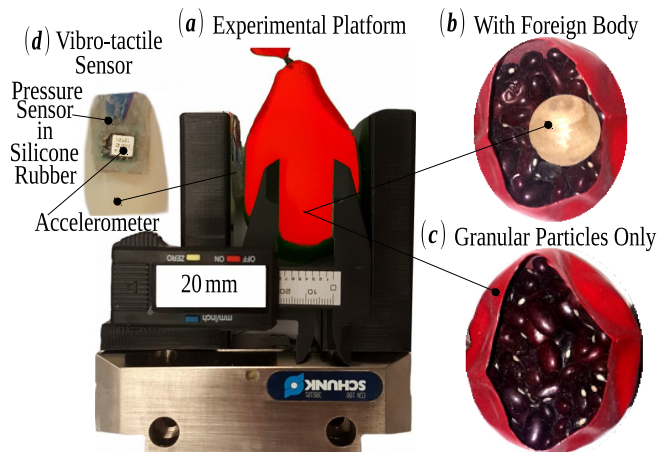 (d) Vibro-tactile
Sensor
Pressure
Sensor
in
Silicone
Rubber
Accelerometer
(a) Experimental Platform
ZERO
ON
OFF
20 mm
mm/inch
SCHUNK
(b) With Foreign Body
(c) Granular Particles Only